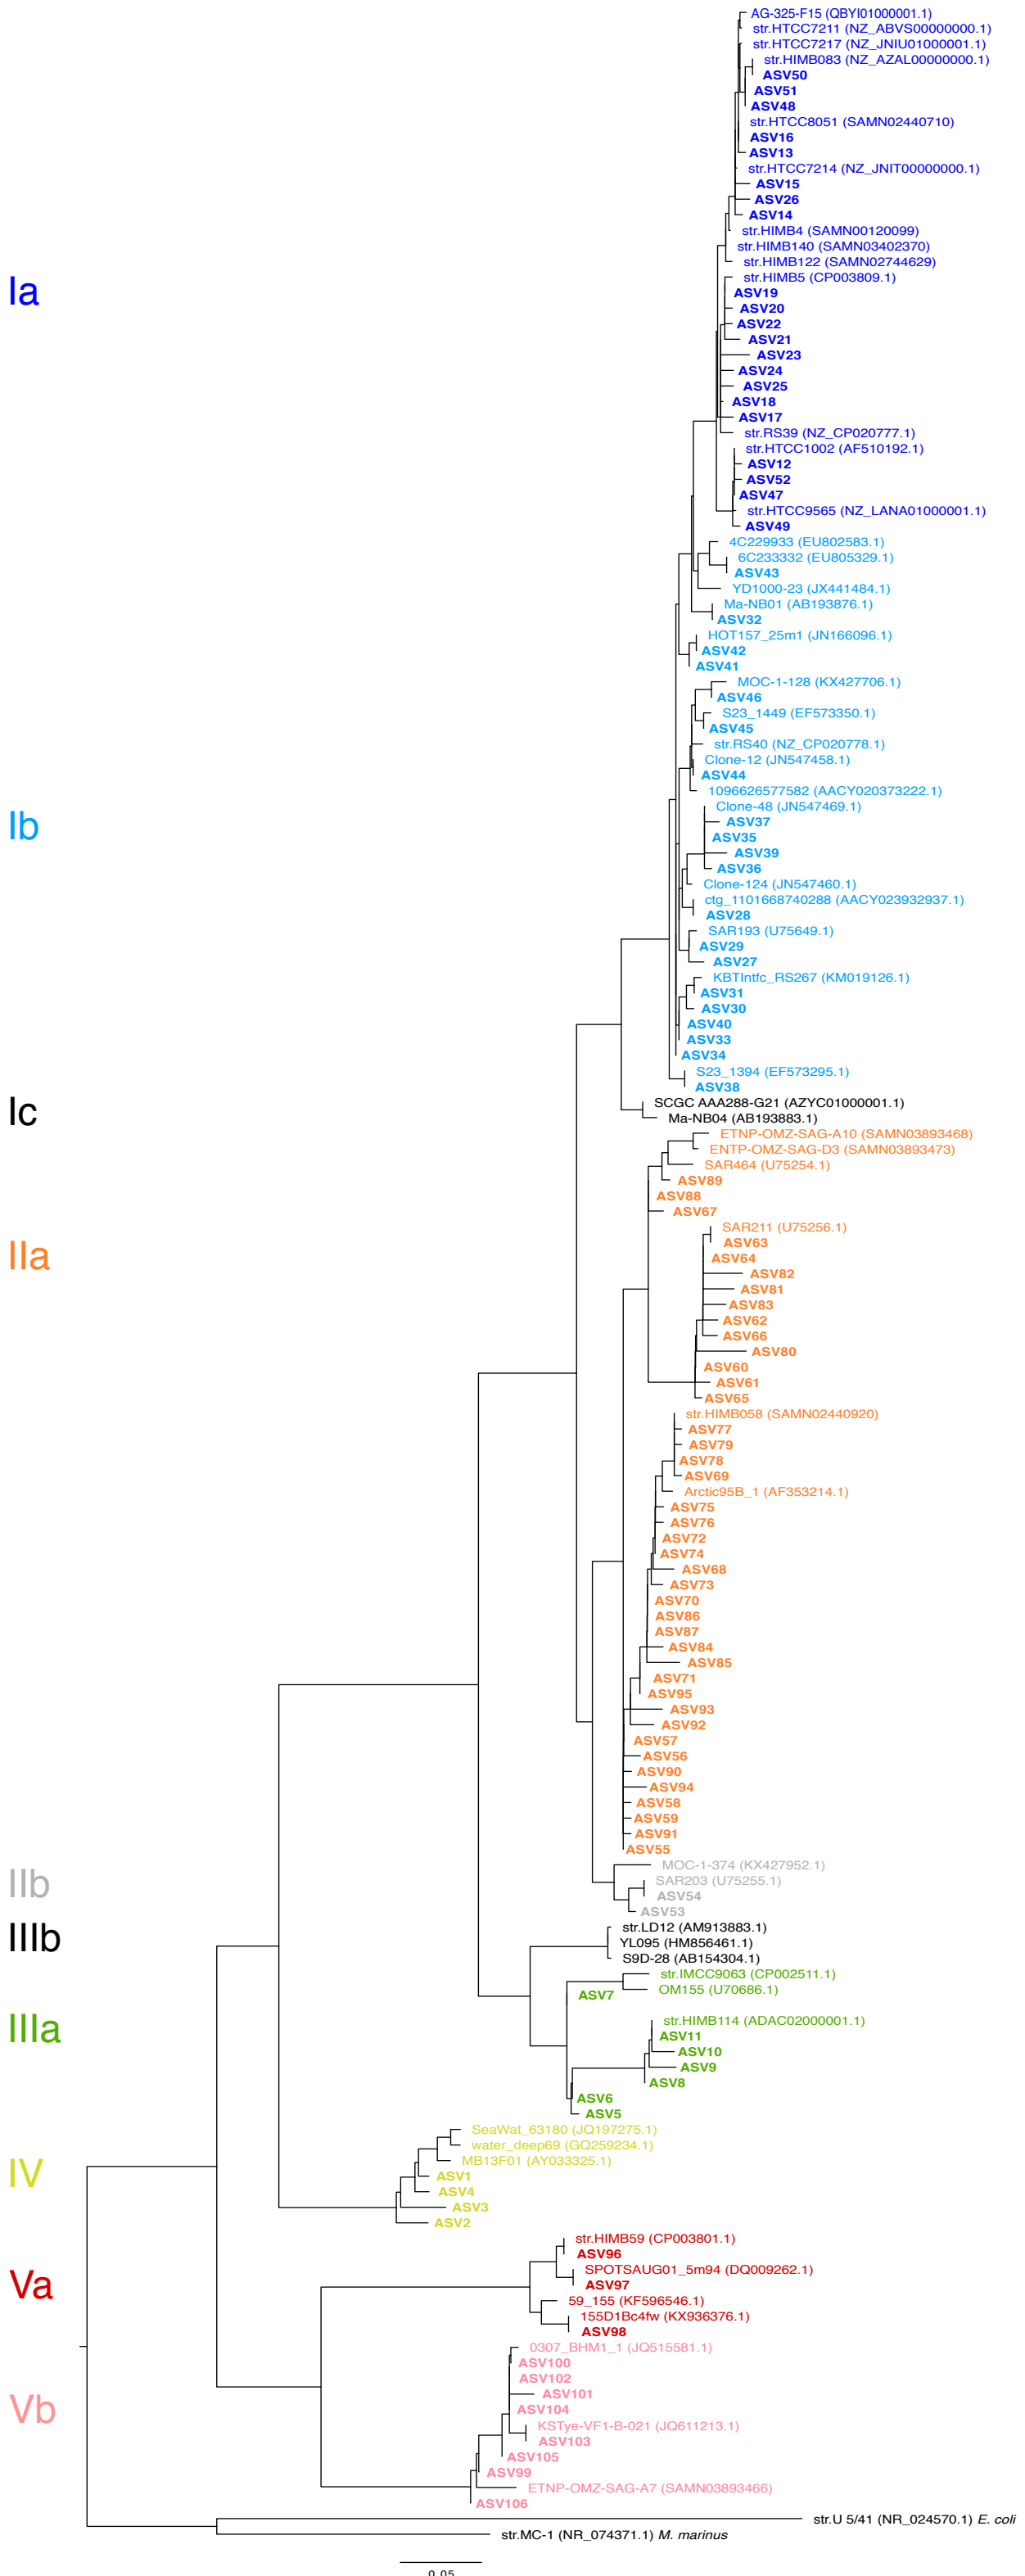 AG-325-F15 (QBYI01000001.1)
str.HTCC7211 (NZ_ABVS00000000.1)
str.HTCC7217 (NZ_JNIU01000001.1)
str.HIMB083 (NZ_AZAL00000000.1)
ASV50
ASV51
ASV48
str.HTCC8051 (SAMN02440710)
ASV16
ASV13
str.HTCC7214 (NZ_JNIT00000000.1)
ASV15
ASV26
ASV14
str.HIMB4 (SAMN00120099)
str.HIMB140 (SAMN03402370)
str.HIMB122 (SAMN02744629)
str.HIMB5 (CP003809.1)
Ia
ASV19
ASV20
ASV22
ASV21
ASV23
ASV24
ASV25
ASV18
ASV17
str.RS39 (NZ_CP020777.1)
str.HTCC1002 (AF510192.1)
ASV12
ASV52
ASV47
str.HTCC9565 (NZ_LANA01000001.1)
ASV49
4C229933 (EU802583.1)
6C233332 (EU805329.1)
ASV43
YD1000-23 (JX441484.1)
Ma-NB01 (AB193876.1)
ASV32
HOT157_25m1 (JN166096.1)
ASV42
ASV41
MOC-1-128 (KX427706.1)
ASV46
S23_1449 (EF573350.1)
ASV45
str.RS40 (NZ_CP020778.1)
Clone-12 (JN547458.1)
ASV44
1096626577582 (AACY020373222.1)
Clone-48 (JN547469.1)
ASV37
Ib
ASV35
ASV39
ASV36
Clone-124 (JN547460.1)
ctg_1101668740288 (AACY023932937.1)
ASV28
SAR193 (U75649.1)
ASV29
ASV27
KBTIntfc_RS267 (KM019126.1)
ASV31
ASV30
ASV40
ASV33
ASV34
S23_1394 (EF573295.1)
ASV38
SCGC AAA288-G21 (AZYC01000001.1)
Ic
Ma-NB04 (AB193883.1)
ETNP-OMZ-SAG-A10 (SAMN03893468)
ENTP-OMZ-SAG-D3 (SAMN03893473)
SAR464 (U75254.1)
ASV89
ASV88
ASV67
SAR211 (U75256.1)
ASV63
IIa
ASV64
ASV82
ASV81
ASV83
ASV62
ASV66
ASV80
ASV60
ASV61
ASV65
str.HIMB058 (SAMN02440920)
ASV77
ASV79
ASV78
ASV69
Arctic95B_1 (AF353214.1)
ASV75
ASV76
ASV72
ASV74
ASV68
ASV73
ASV70
ASV86
ASV87
ASV84
ASV85
ASV71
ASV95
ASV93
ASV92
ASV57
ASV56
ASV90
ASV94
ASV58
ASV59
ASV91
ASV55
MOC-1-374 (KX427952.1)
SAR203 (U75255.1)
IIb
ASV54
ASV53
str.LD12 (AM913883.1)
IIIb
YL095 (HM856461.1)
S9D-28 (AB154304.1)
str.IMCC9063 (CP002511.1)
OM155 (U70686.1)
ASV7
str.HIMB114 (ADAC02000001.1)
IIIa
ASV11
ASV10
ASV9
ASV8
ASV6
ASV5
SeaWat_63180 (JQ197275.1)
water_deep69 (GQ259234.1)
MB13F01 (AY033325.1)
IV
ASV1
ASV4
ASV3
ASV2
str.HIMB59 (CP003801.1)
ASV96
SPOTSAUG01_5m94 (DQ009262.1)
Va
ASV97
59_155 (KF596546.1)
155D1Bc4fw (KX936376.1)
ASV98
0307_BHM1_1 (JQ515581.1)
ASV100
ASV102
ASV101
Vb
ASV104
KSTye-VF1-B-021 (JQ611213.1)
ASV103
ASV105
ASV99
ETNP-OMZ-SAG-A7 (SAMN03893466)
ASV106
str.U 5/41 (NR_024570.1) E. coli
str.MC-1 (NR_074371.1) M. marinus
0.05